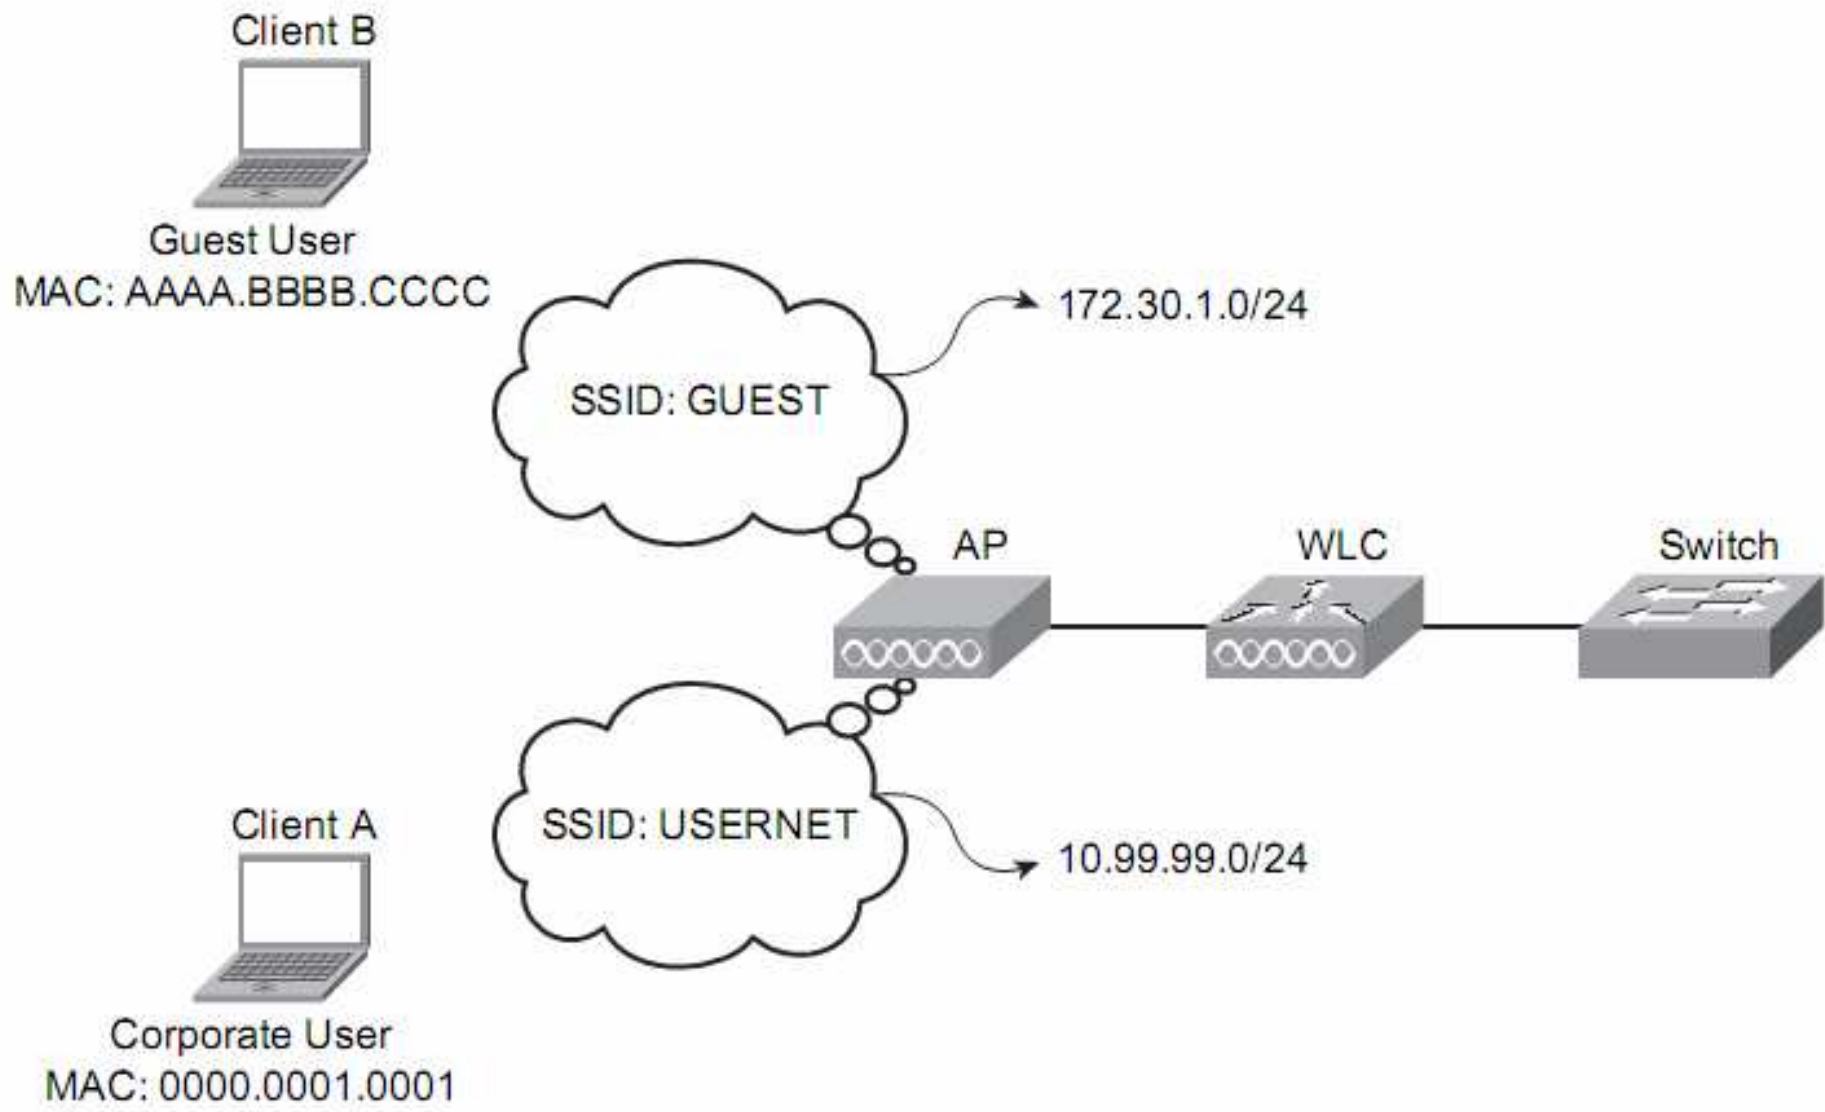 Client B
Guest User
MAC: AAAA.BBBB.CCCC
172.30.1.0/24
SSID: GUEST
AP
WLC
Switch
SSID: USERNET
10.99.99.0/24
Client A
Corporate User
MAC: 0000.0001.0001